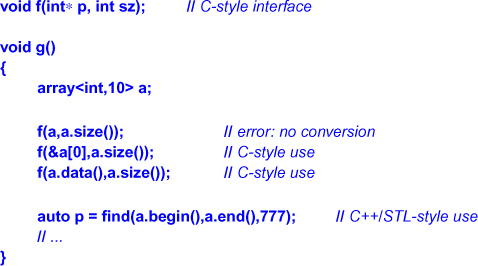 void f(int* p, int sz); // C-style interface
void g()
{
array<int,10> a;
f(a,a.size()); // error: no conversion
f(&a[0],a.size()); // C-style use
f(a.data(),a.size()); // C-style use
auto p = find(a.begin(),a.end(),777); // C++/STL-style use
// ...
}